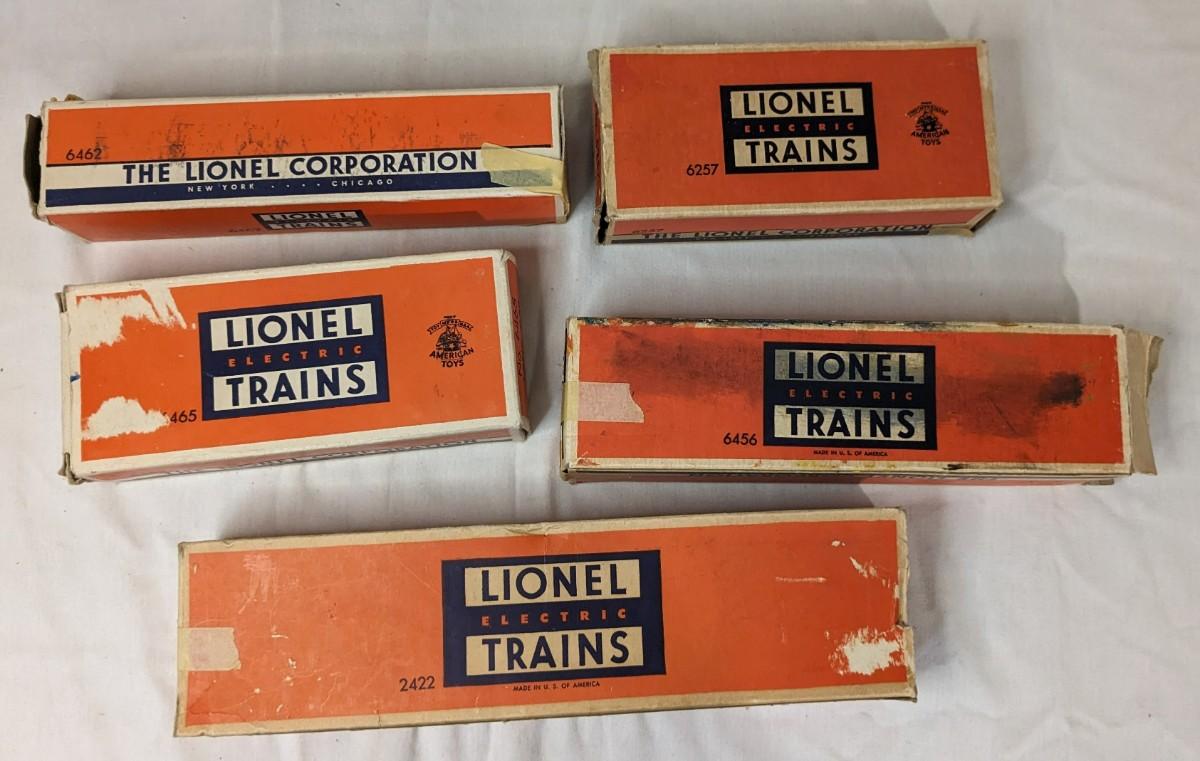 6462
THE LIONEL CORPORATION
NEW YORK · · · · CHICAGO
LIONEL
TRAINS
LIONEL
ELECTRIC
TRAINS
6257
AMERICAN
TOYS
THE LIONEL CORPORATION
LIONEL
ELECTRIC
TRAINS
465
AMERICAN
TOYS
LIONEL
ELECTRIC
TRAINS
6456
MADE IN U. S. OF AMERICA
LIONEL
ELECTRIC
TRAINS
2422
MADE IN U. S. OF AMERICA